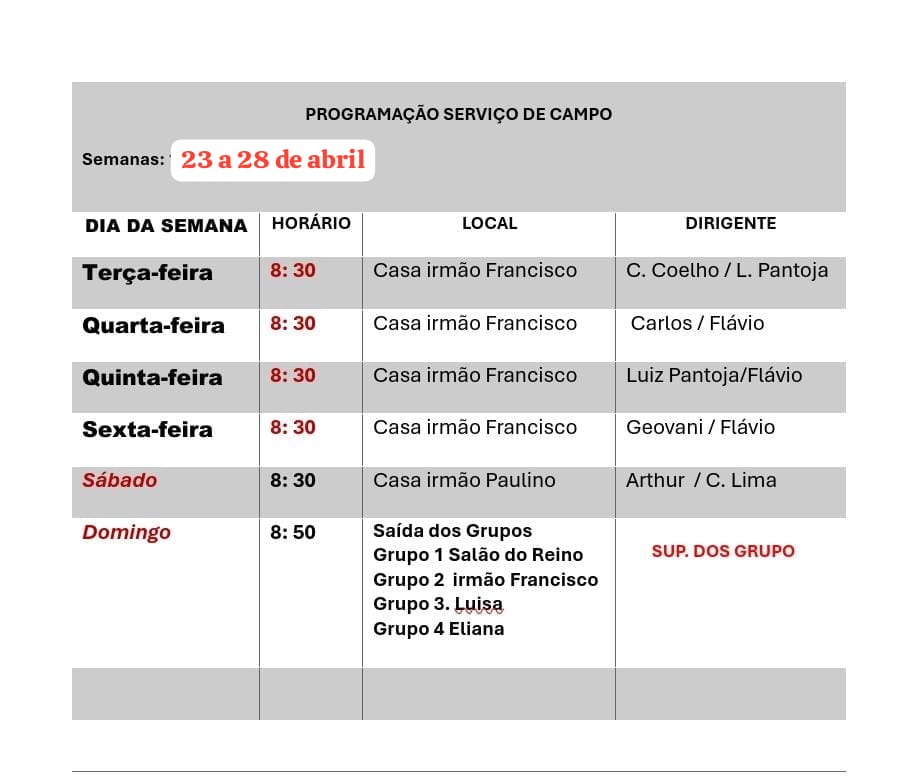 PROGRAMAÇÃO SERVIÇO DE CAMPO
Semanas: 23 a 28 de abril
DIA DA SEMANA HORÁRIO LOCAL DIRIGENTE
Terça-feira 8: 30 Casa irmão Francisco C. Coelho / L. Pantoja
Quarta-feira 8: 30 Casa irmão Francisco Carlos / Flávio
Quinta-feira 8: 30 Casa irmão Francisco Luiz Pantoja/Flávio
Sexta-feira 8: 30 Casa irmão Francisco Geovani / Flávio
Sábado 8: 30 Casa irmão Paulino Arthur / C. Lima
Domingo 8: 50 Saída dos Grupos
Grupo 1 Salão do Reino
SUP. DOS GRUPO
Grupo 2 irmão Francisco
Grupo 3. Luisa
Grupo 4 Eliana